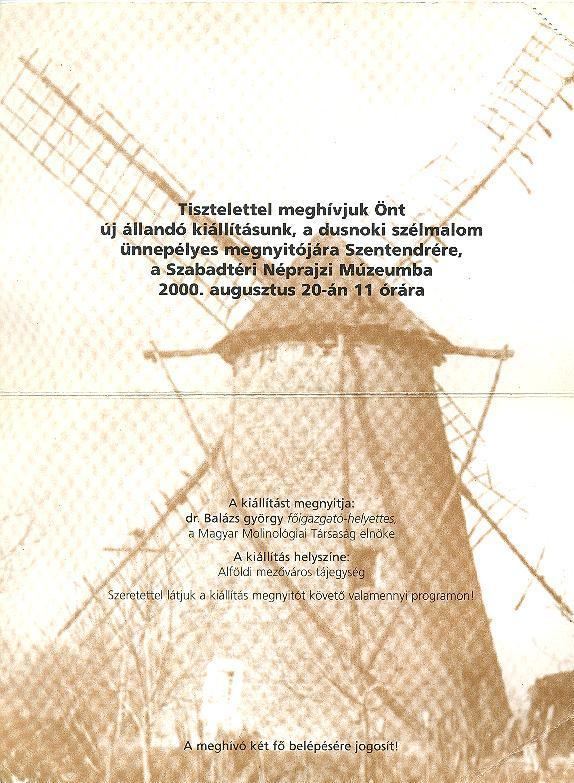 Tisztelettel meghívjuk Önt
új állandó kiállításunk, a dusnoki szélmalom
ünnepélyes megnyitójára Szentendrére,
a Szabadtéri Néprajzi Múzeumba
2000. augusztus 20-án 11 órára
A kiállítást megnyitja:
dr. Balázs györgy főigazgató-helyettes,
a Magyar Molinológiai Társaság elnöke
A kiállítás helyszíne:
Alföldi mezőváros tájegység
Szeretettel látjuk a kiállítás megnyitót követő valamennyi programon!
A meghívó két fő belépésére jogosít!